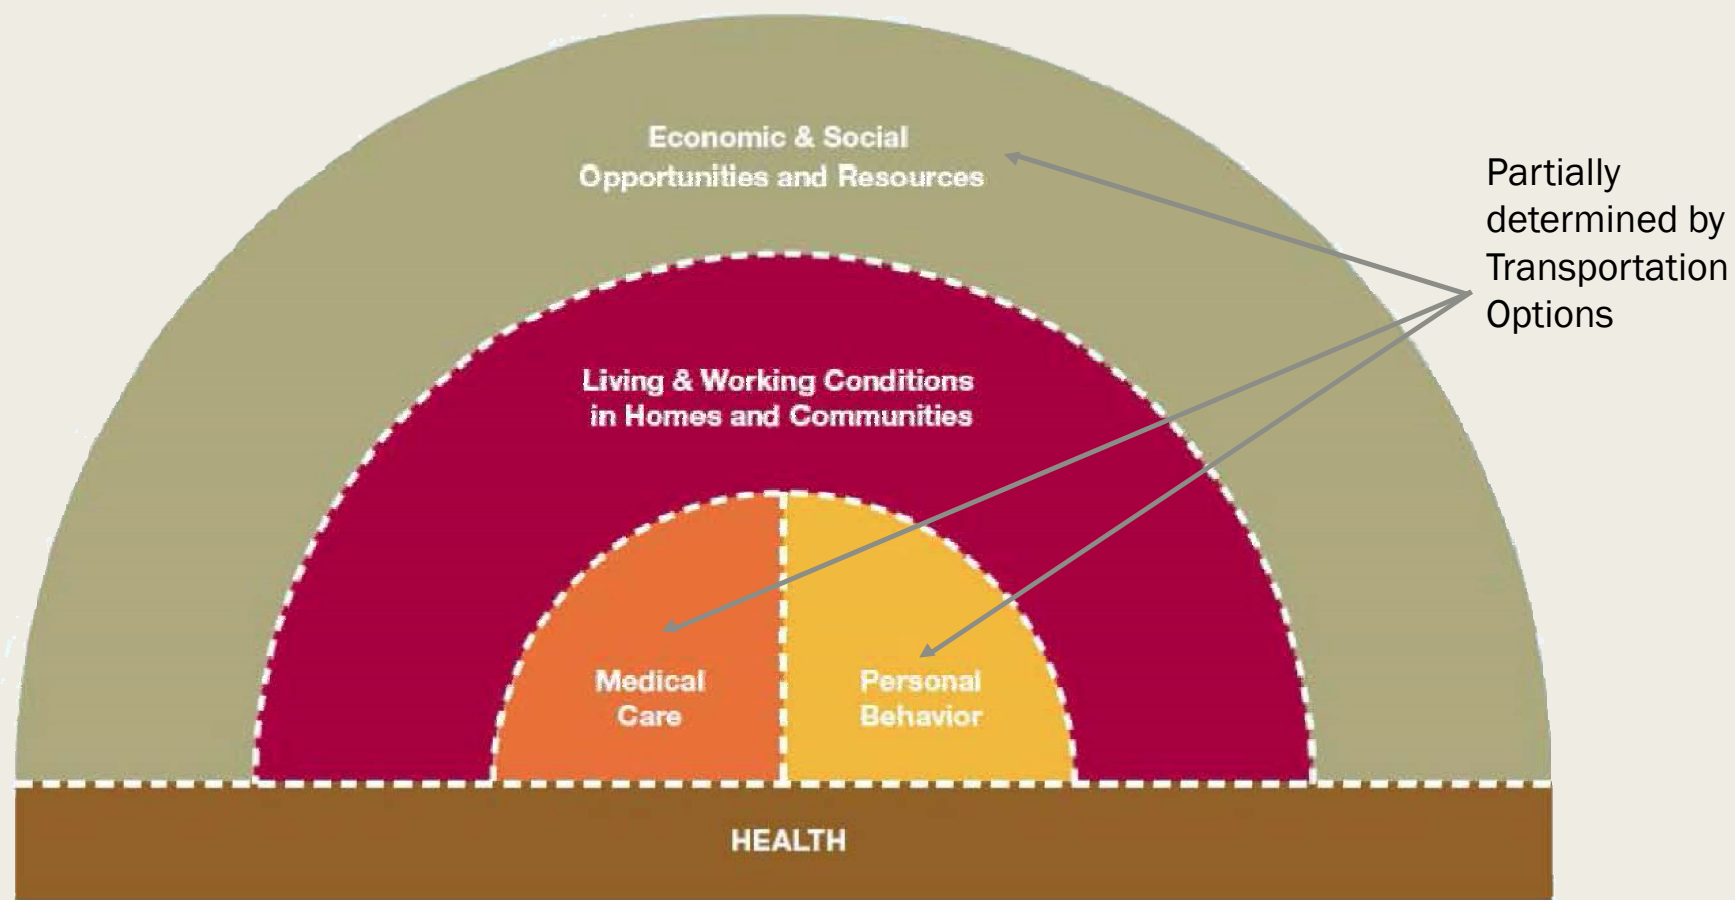 Economic & Social
Opportunities and Resources
Partially
determined by
Transportation
Options
Living & Working Conditions
in Homes and Communities
Medical
Care
Personal
Behavior
HEALTH